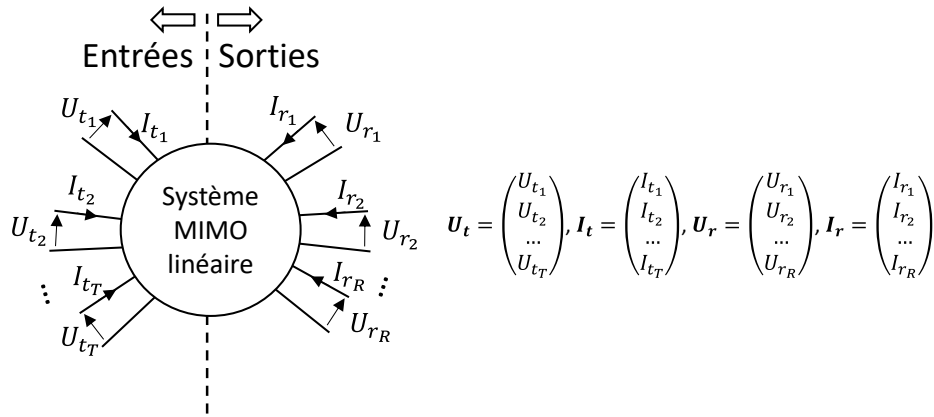 Entrées Sorties
U_{t_1} I_{t_1} I_{r_1} U_{r_1}
I_{t_2} I_{r_2}
U_{t_2} U_{r_2}
Système
MIMO
linéaire
... I_{t_T} I_{r_R} ...
U_{t_T} U_{r_R}
U_t = (U_{t_1} U_{t_2} ... U_{t_T}), I_t = (I_{t_1} I_{t_2} ... I_{t_T}), U_r = (U_{r_1} U_{r_2} ... U_{r_R}), I_r = (I_{r_1} I_{r_2} ... I_{r_R})